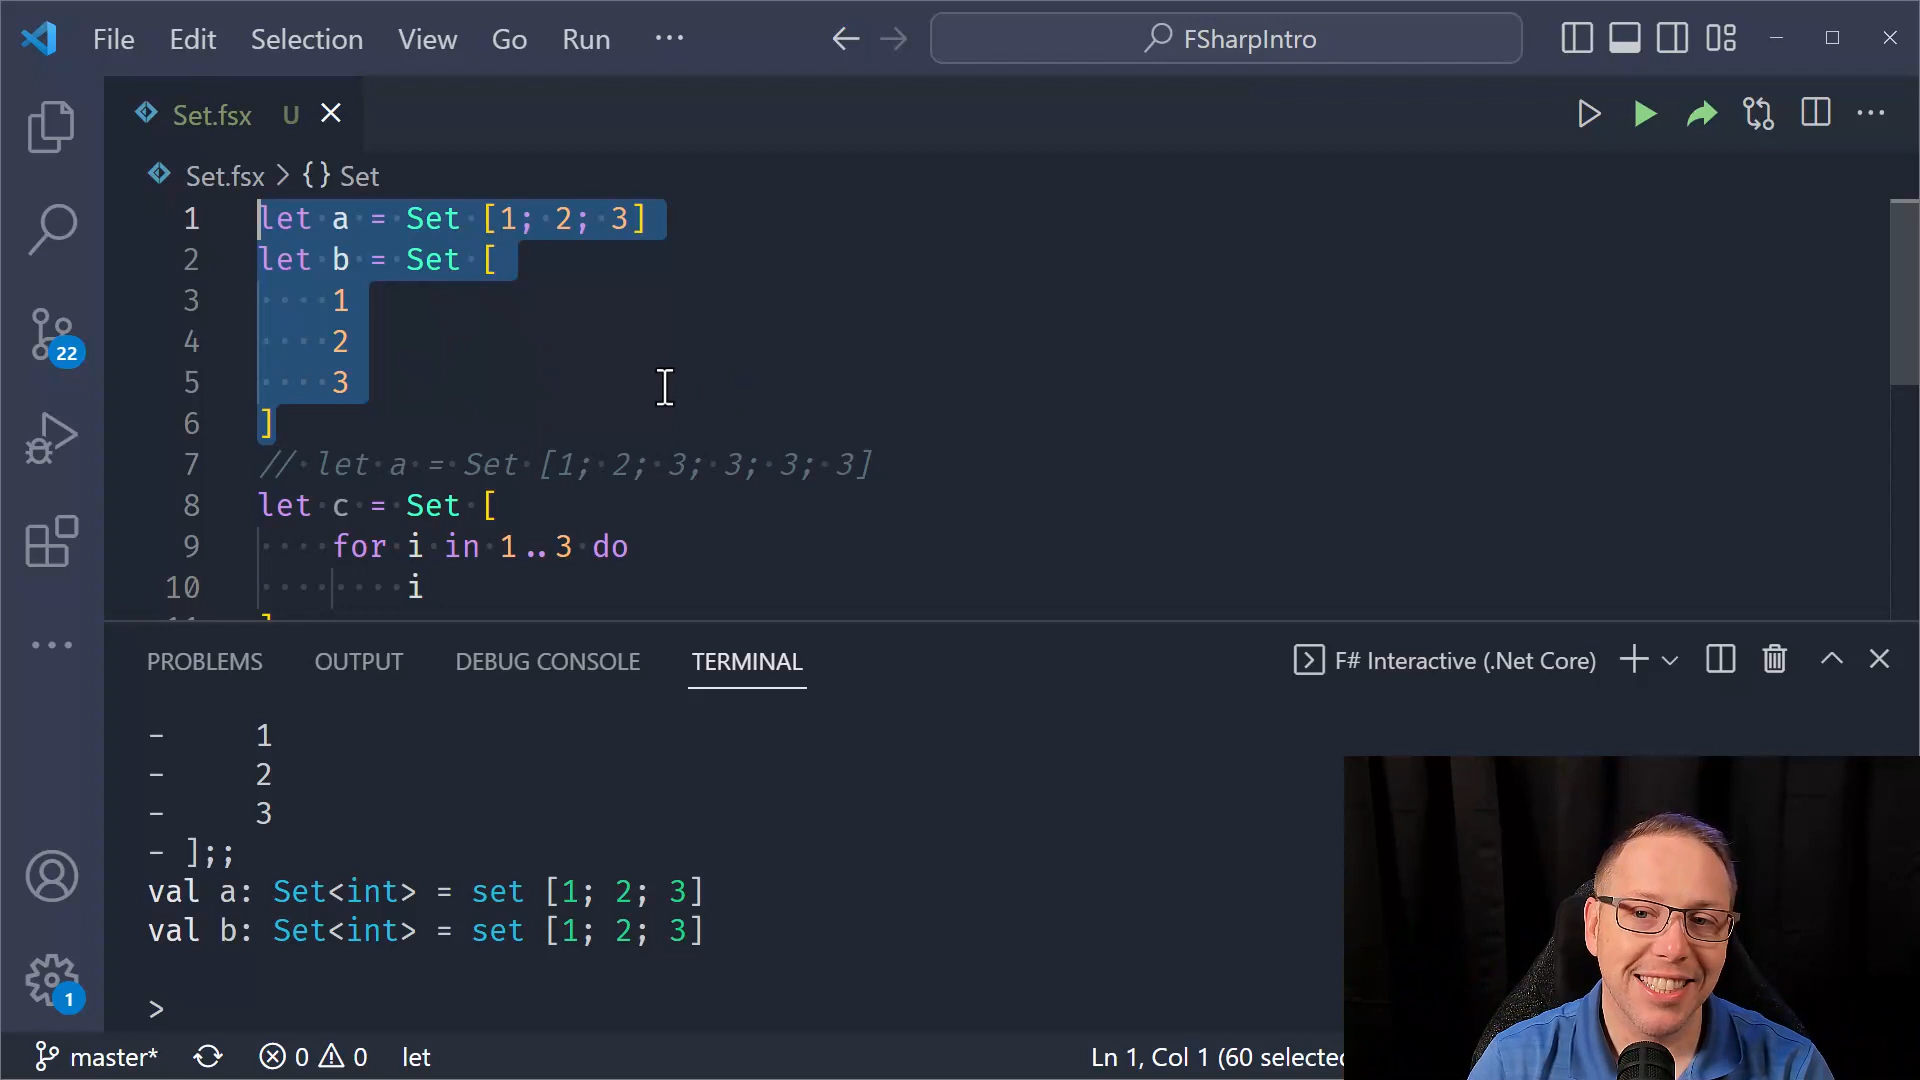 File Edit Selection View Go Run ··· FSharpIntro
Set.fsx U
Set.fsx > {} Set
1 let a = Set [1; 2; 3]
2 let b = Set [
3 1
4 2
5 3
6 ]
7 // let a = Set [1; 2; 3; 3; 3; 3]
8 let c = Set [
9 for i in 1..3 do
10 i
22
PROBLEMS OUTPUT DEBUG CONSOLE TERMINAL F# Interactive (.Net Core)
- 1
- 2
- 3
- ];;
val a: Set<int> = set [1; 2; 3]
val b: Set<int> = set [1; 2; 3]
>
1
master* 0 0 let Ln 1, Col 1 (60 selected